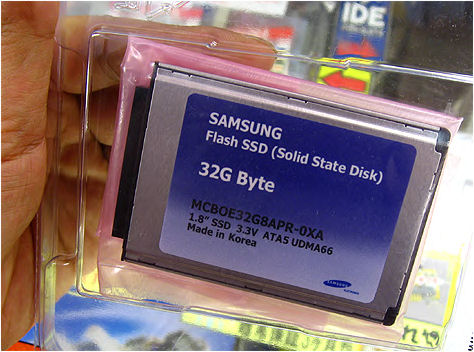 IDE
SAMSUNG
Flash SSD (Solid State Disk)
32G Byte
MCBOE32G8APR-0XA
1.8" SSD 3.3V ATA5 UDMA66
Made in Korea
SAMSUNG